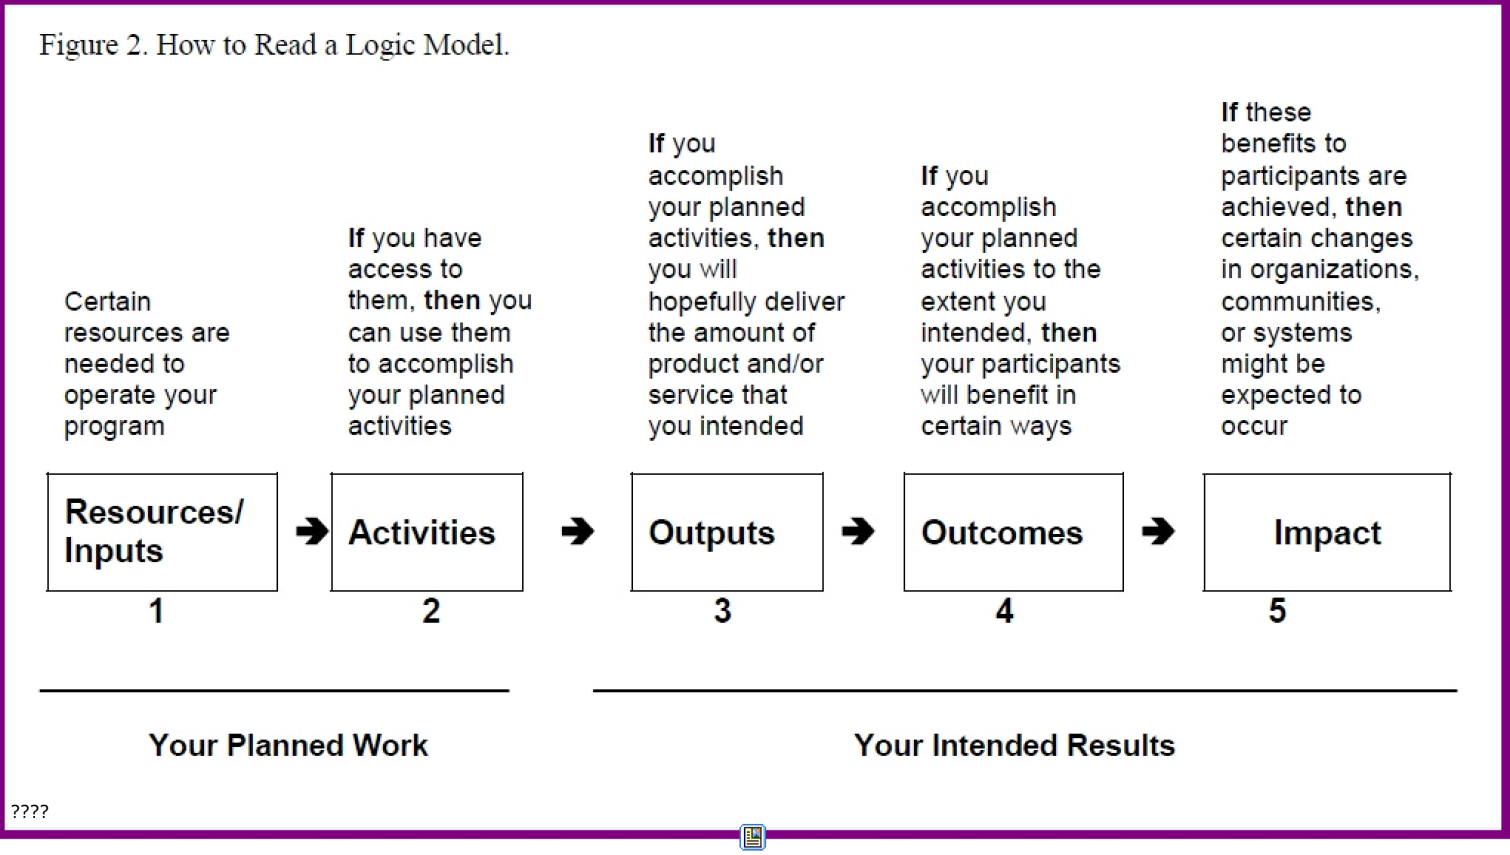 Figure 2. How to Read a Logic Model.
Certain
resources are
needed to
operate your
program
If you have
access to
them, then you
can use them
to accomplish
your planned
activities
If you
accomplish
your planned
activities, then
you will
hopefully deliver
the amount of
product and/or
service that
you intended
If you
accomplish
your planned
activities to the
extent you
intended, then
your participants
will benefit in
certain ways
If these
benefits to
participants are
achieved, then
certain changes
in organizations,
communities,
or systems
might be
expected to
occur
Resources/
Inputs
Activities
Outputs
Outcomes
Impact
1
2
3
4
5
Your Planned Work
Your Intended Results
????